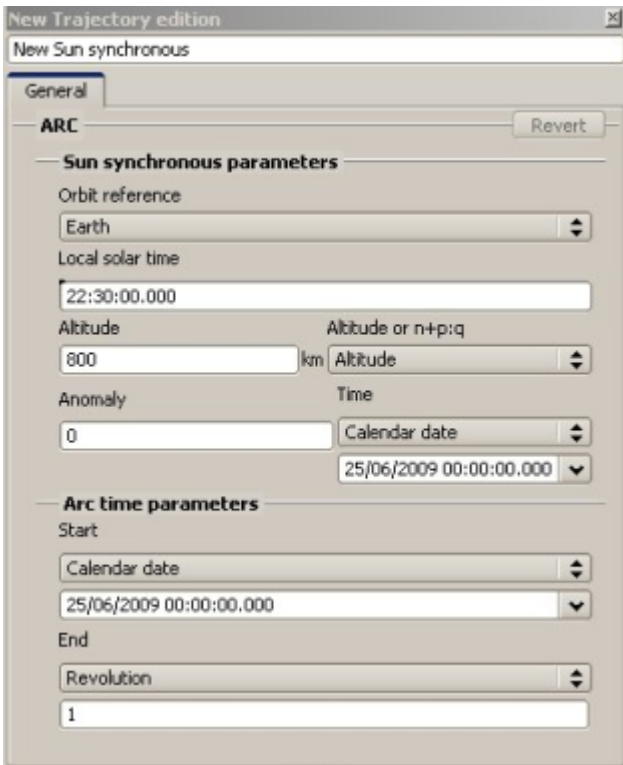 New Trajectory edition
New Sun synchronous
General
ARC Revert
Sun synchronous parameters
Orbit reference
Earth
Local solar time
22:30:00.000
Altitude Altitude or n+p:q
800 km Altitude
Anomaly Time
0 Calendar date
25/06/2009 00:00:00.000
Arc time parameters
Start
Calendar date
25/06/2009 00:00:00.000
End
Revolution
1